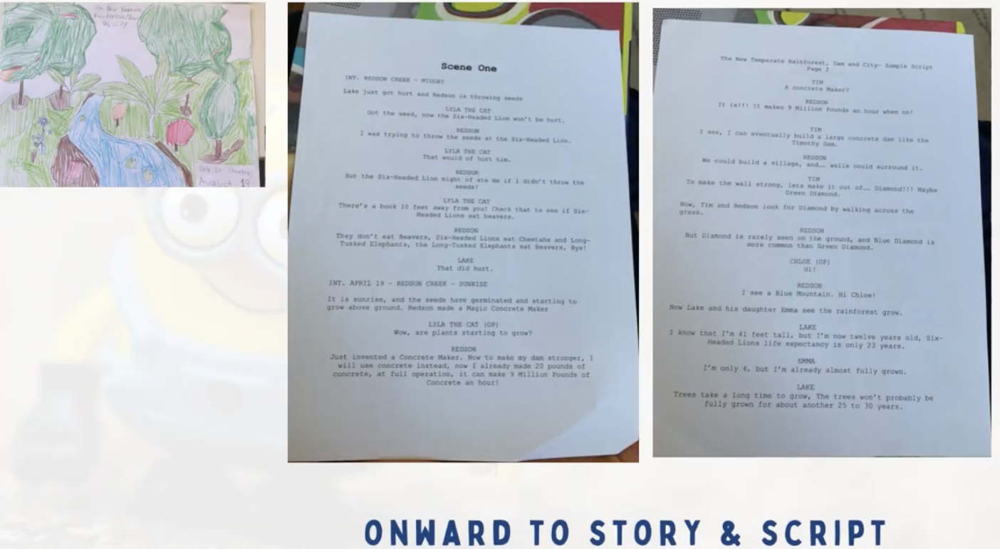 The New Temperate
Rainforest, Dam
and City
Only In Theatres
August 19
Scene One
INT. REDSON CREEK - MIDDAY
Lake just got hurt and Redson is throwing seeds
LYLA THE CAT
Got the seed, now the Six-Headed Lion won't be hurt.
REDSON
I was trying to throw the seeds at the Six-Headed Lion.
LYLA THE CAT
That would of hurt him.
REDSON
But the Six-Headed Lion might of ate me if I didn't throw the
seeds!
LYLA THE CAT
There's a book 10 feet away from you! Check that to see if Six-
Headed Lions eat beavers.
REDSON
They don't eat Beavers, Six-Headed Lions eat Cheetahs and Long-
Tusked Elephants, the Long-Tusked Elephants eat Beavers, Bye!
LAKE
That did hurt.
INT. APRIL 19 - REDSON CREEK - SUNRISE
It is sunrise, and the seeds have germinated and starting to
grow above ground. Redson made a Magic Concrete Maker
LYLA THE CAT (OP)
Wow, are plants starting to grow?
REDSON
Just invented a Concrete Maker. Now to make my dam stronger, I
will use concrete instead, now I already made 20 pounds of
concrete, at full operation, it can make 9 Million Pounds of
Concrete an hour!
The New Temperate Rainforest, Dam and City- Sample Script
Page 2
TIM
A concrete Maker?
REDSON
It is!!! It makes 9 Million Pounds an hour when on!
TIM
I see, I can eventually build a large concrete dam like the
Timothy Dam.
REDSON
We could build a village, and…… walls could surround it.
TIM
To make the wall strong, lets make it out of…… Diamond!!! Maybe
Green Diamond.
Now, Tim and Redson look for Diamond by walking across the
grass.
REDSON
But Diamond is rarely seen on the ground, and Blue Diamond is
more common than Green Diamond.
CHLOE (OP)
Hi!
REDSON
I see a Blue Mountain. Hi Chloe!
Now Lake and his daughter Emma see the rainforest grow.
LAKE
I know that I'm 41 feet tall, but I'm now twelve years old, Six-
Headed Lions life expectancy is only 23 years.
EMMA
I'm only 4, but I'm already almost fully grown.
LAKE
Trees take a long time to grow, The trees won't probably be
fully grown for about another 25 to 30 years.
ONWARD TO STORY & SCRIPT